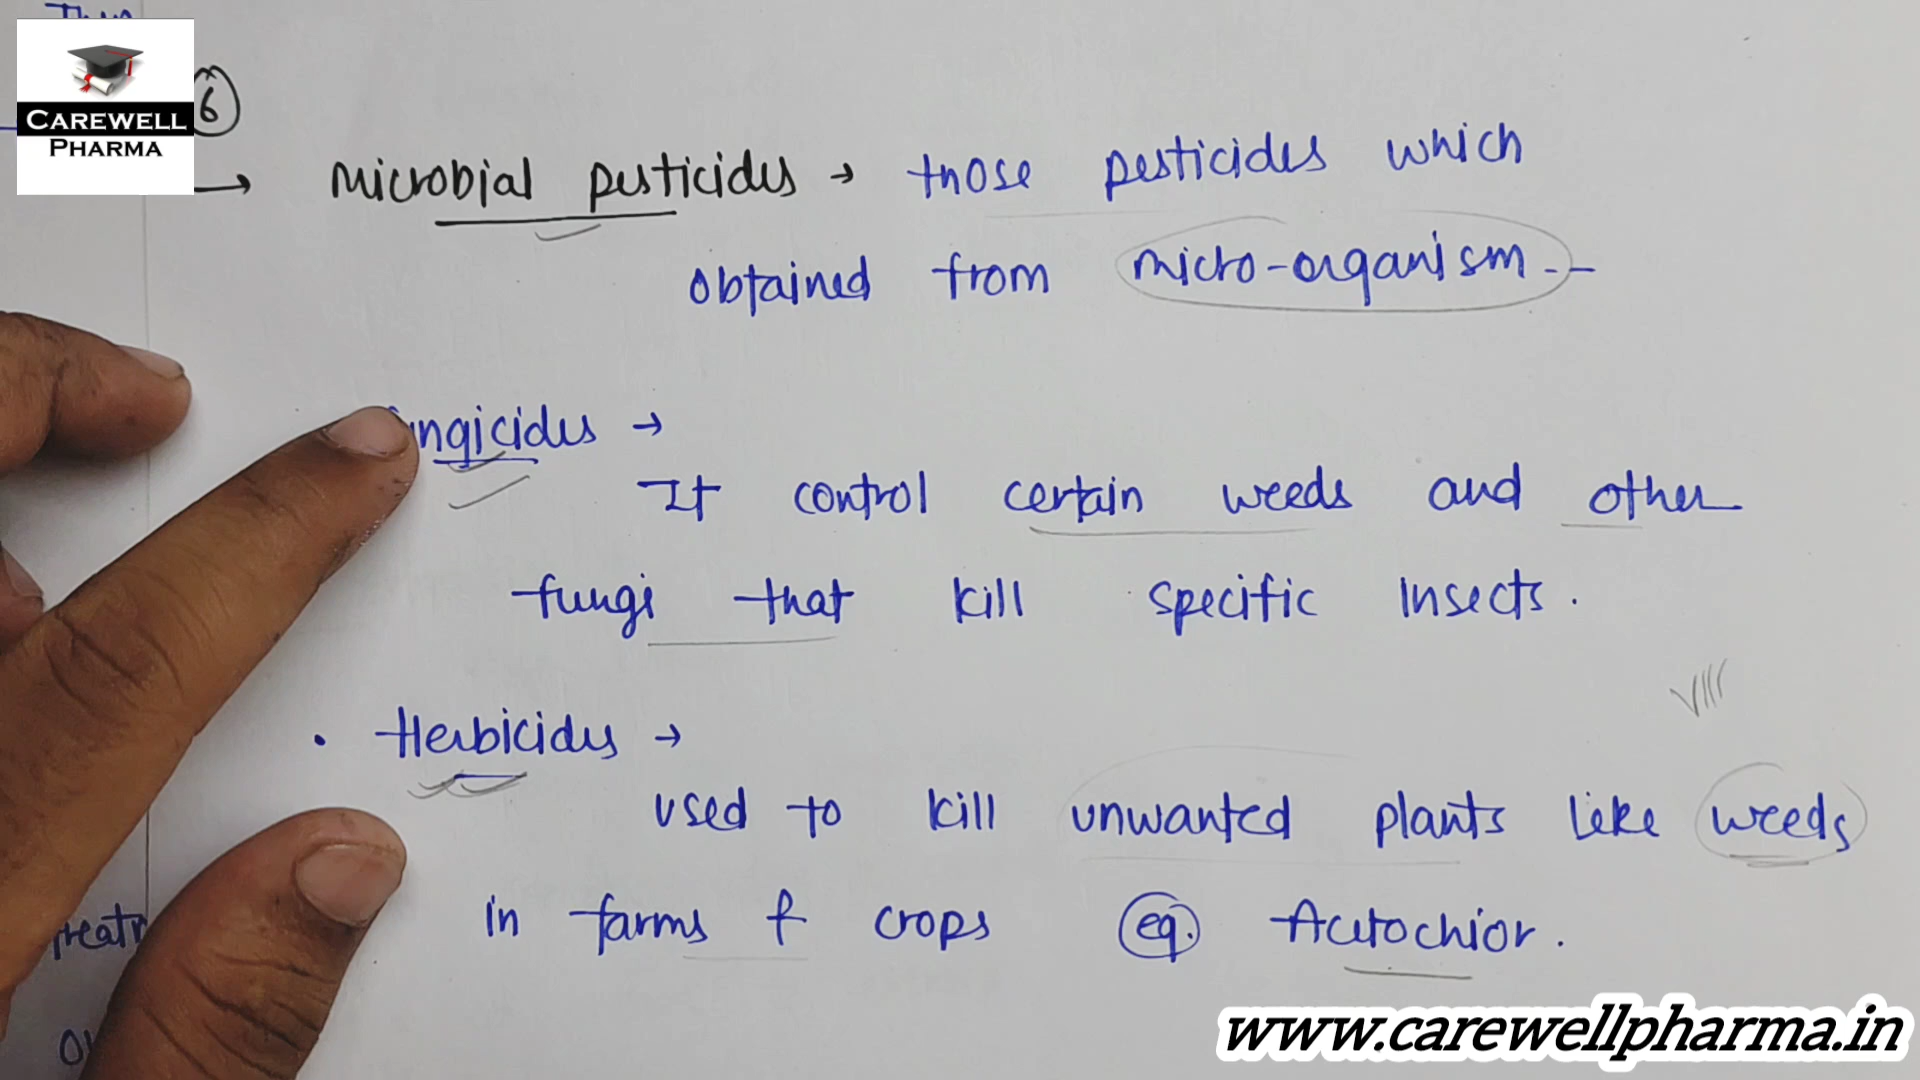 CAREWELL
PHARMA
6
→ Microbial pesticides → those pesticides which
obtained from micro-organism
ungicides →
It control certain weeds and other
fungi that kill specific insects.
• Herbicides →
used to kill unwanted plants like weeds
in farms & crops eg. Acetochior.
www.carewellpharma.in